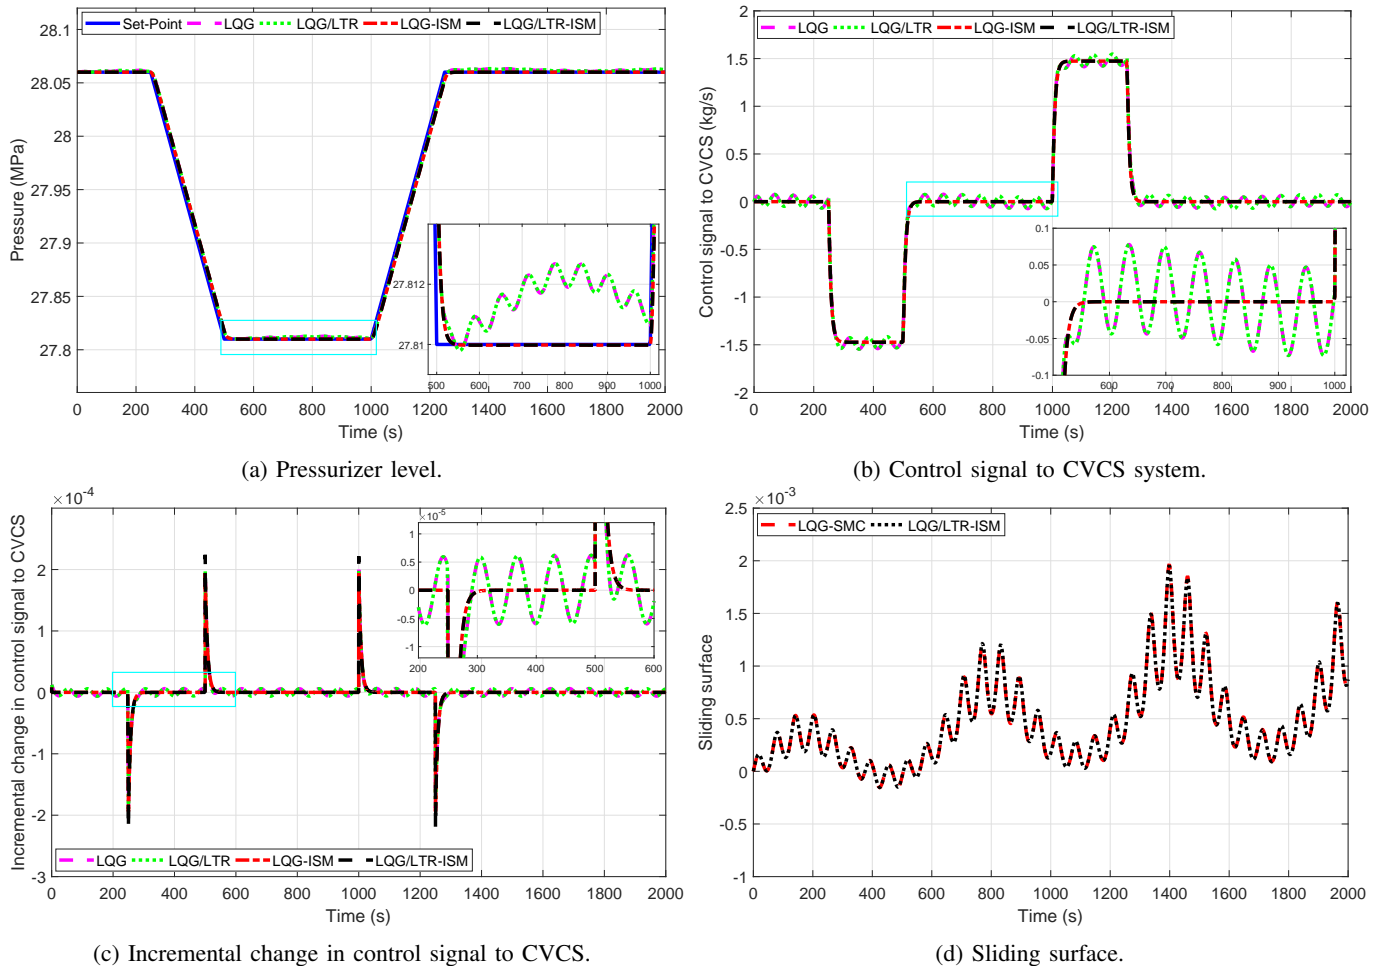 Set-Point LQG LQG/LTR LQG-ISM LQG/LTR-ISM
28.1
28.05
28
27.95
27.9
27.85
27.8
Pressure (MPa)
27.812
27.81
500 600 700 800 900 1000
0 200 400 600 800 1000 1200 1400 1600 1800 2000
Time (s)
(a) Pressurizer level.
LQG LQG/LTR LQG-ISM LQG/LTR-ISM
2
1.5
1
0.5
0
-0.5
-1
-1.5
-2
Control signal to CVCS (kg/s)
0.1
0.05
0
-0.05
-0.1
600 700 800 900 1000
0 200 400 600 800 1000 1200 1400 1600 1800 2000
Time (s)
(b) Control signal to CVCS system.
×10-4
2
1
0
-1
-2
-3
Incremental change in control signal to CVCS
×10-5
1
0.5
0
-0.5
-1
200 300 400 500 600
LQG LQG/LTR LQG-ISM LQG/LTR-ISM
200 400 600 800 1000 1200 1400 1600 1800 2000
Time (s)
(c) Incremental change in control signal to CVCS.
×10-3
LQG-SMC LQG/LTR-ISM
2.5
2
1.5
1
0.5
0
-0.5
-1
Sliding surface
0 200 400 600 800 1000 1200 1400 1600 1800 2000
Time (s)
(d) Sliding surface.